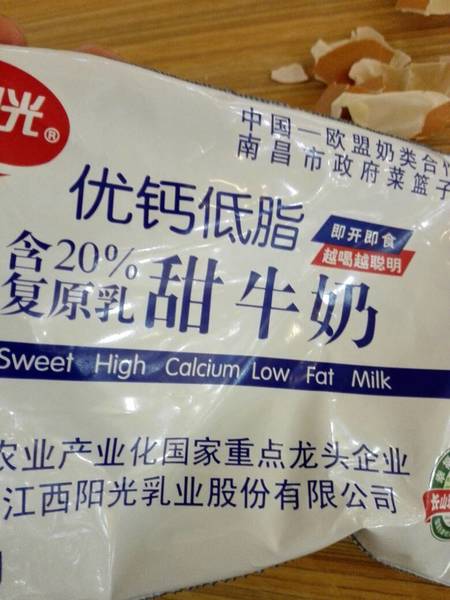 光®
中国—欧盟奶类合作
南昌市政府菜篮子
优钙低脂
即开即食
越喝越聪明
含20%
复原乳
甜牛奶
Sweet High Calcium Low Fat Milk
农业产业化国家重点龙头企业
江西阳光乳业股份有限公司
长山